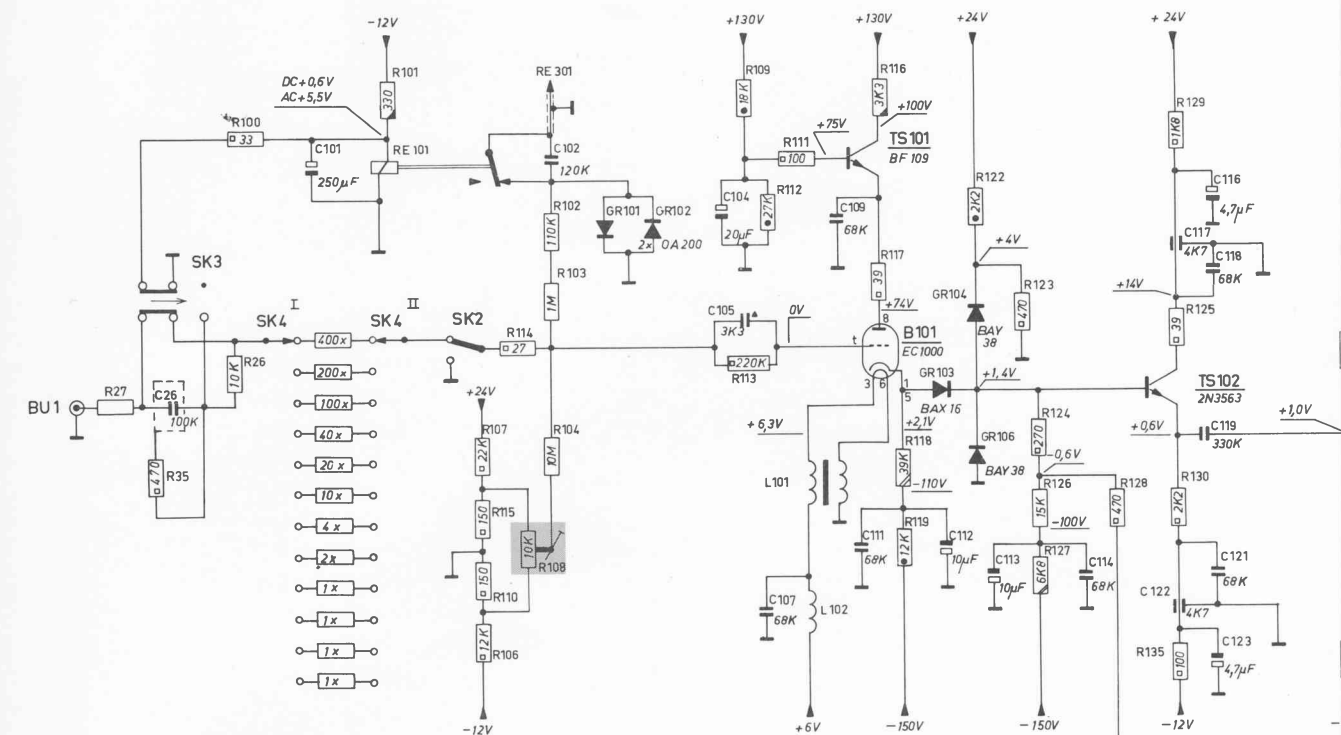 -12V
+130V
+130V
+24V
+ 24V
R101
330
DC+0,6V
AC+5,5V
R100
33
C101
250µF
RE 101
RE 301
C102
120K
R102
110K
GR101
GR102
2x OA200
R103
1M
R109
18K
R111
100
+75V
R116
3K3
+100V
TS101
BF 109
C104
20µF
R112
27K
C109
68K
R117
39
+74V
8
B101
EC1000
t
3
6
1
5
C105
3K3
R113
220K
0V
R122
2K2
+4V
R123
470
GR104
BAY
38
GR103
BAX 16
+1,4V
GR106
BAY 38
R129
1K8
C116
4,7µF
C117
4K7
C118
68K
+14V
R125
39
TS102
2N3563
+0,6V
C119
330K
+1,0V
R124
270
-0,6V
R126
15K
R128
470
-100V
R127
6K8
C113
10µF
C114
68K
R130
2K2
C121
68K
C122
4K7
C123
4,7µF
R135
100
-12V
SK3
I
II
SK4
SK4
SK2
R114
27
R26
10K
R27
BU1
C26
100K
R35
470
400x
200x
100x
40x
20x
10x
4x
2x
1x
1x
1x
1x
+24V
R107
22K
R115
150
R110
150
R106
12K
-12V
R104
10M
10K
R108
+6,3V
L101
+2,1V
R118
39K
-110V
R119
12K
C111
68K
C112
10µF
C107
68K
L102
+6V
-150V
-150V